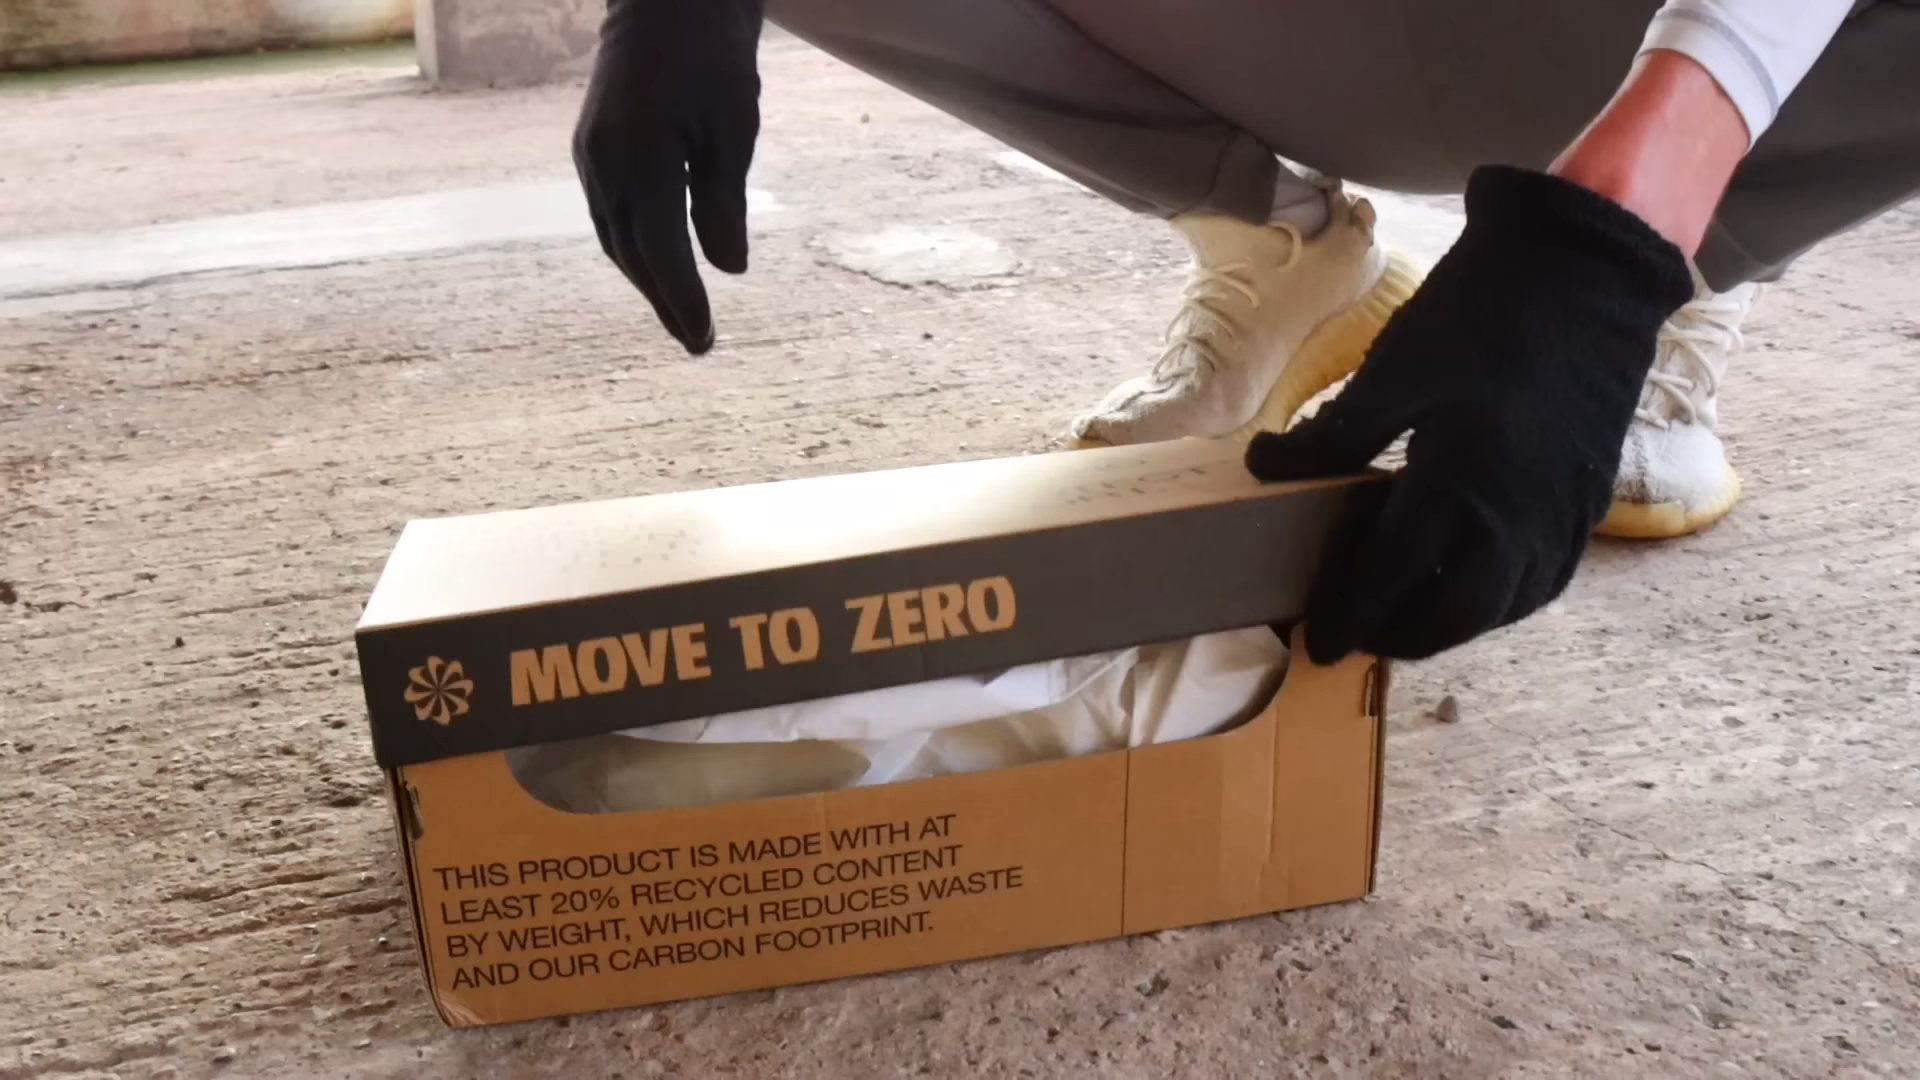 MOVE TO ZERO
THIS PRODUCT IS MADE WITH AT
LEAST 20% RECYCLED CONTENT
BY WEIGHT, WHICH REDUCES WASTE
AND OUR CARBON FOOTPRINT.